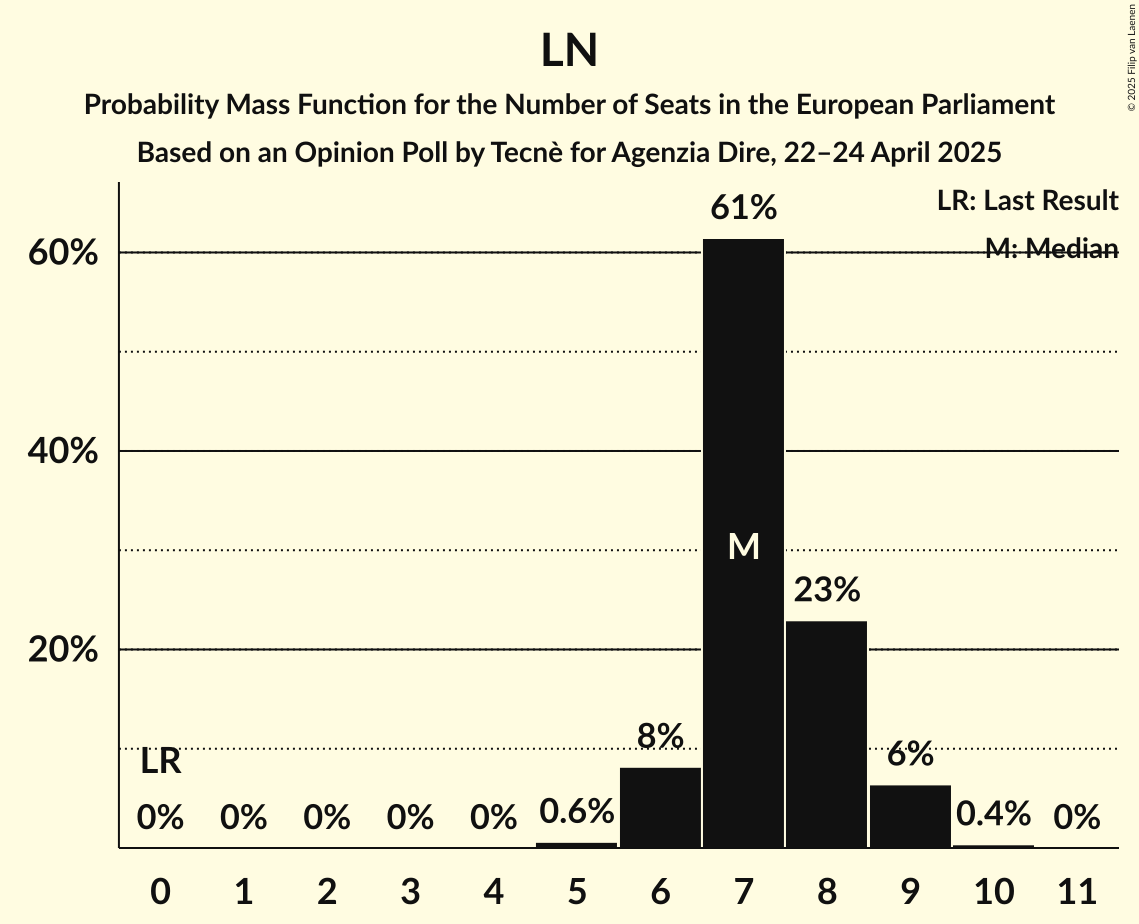 LN
Probability Mass Function for the Number of Seats in the European Parliament
Based on an Opinion Poll by Tecnè for Agenzia Dire, 22–24 April 2025
© 2025 Filip van Laenen
LR: Last Result
M: Median
60%
40%
20%
61%
M
23%
8%
6%
LR
0% 0% 0% 0% 0% 0.6% 0.4% 0%
0 1 2 3 4 5 6 7 8 9 10 11